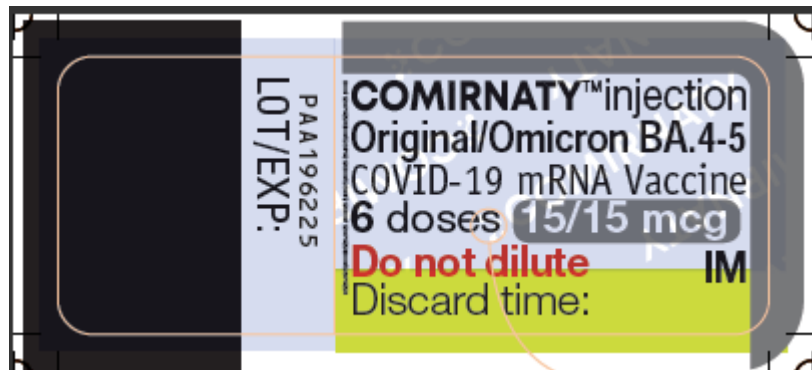 LOT/EXP:
PAA196225
COMIRNATY™injection
Original/Omicron BA.4-5
COVID-19 mRNA Vaccine
6 doses 15/15 mcg
Do not dilute
IM
Discard time: